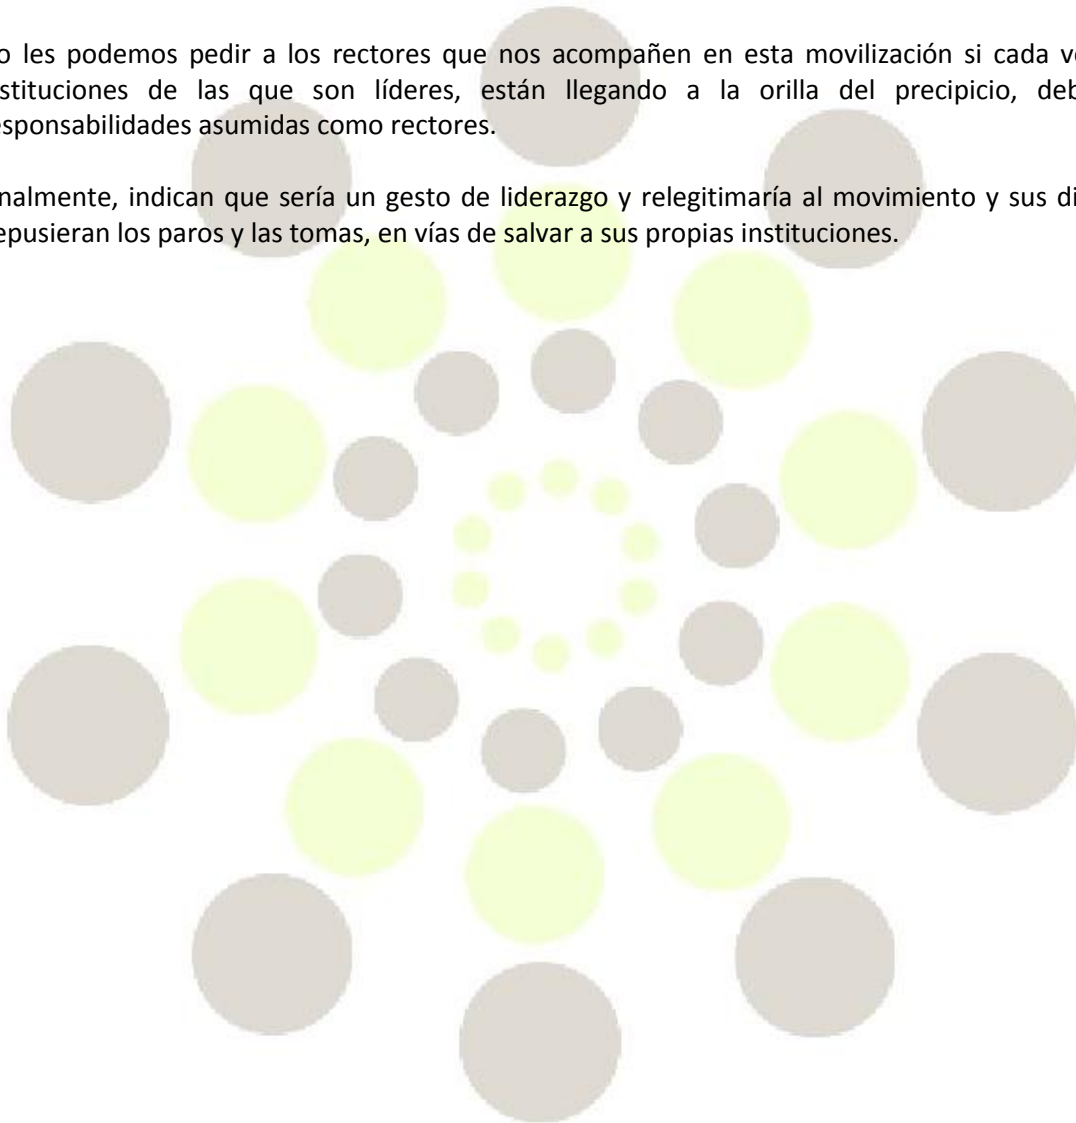 o les podemos pedir a los rectores que nos acompañen en esta movilización si cada v
stituciones de las que son líderes, están llegando a la orilla del precipicio, deb
sponsabilidades asumidas como rectores.
nalmente, indican que sería un gesto de liderazgo y relegitimaría al movimiento y sus di
epusieran los paros y las tomas, en vías de salvar a sus propias instituciones.